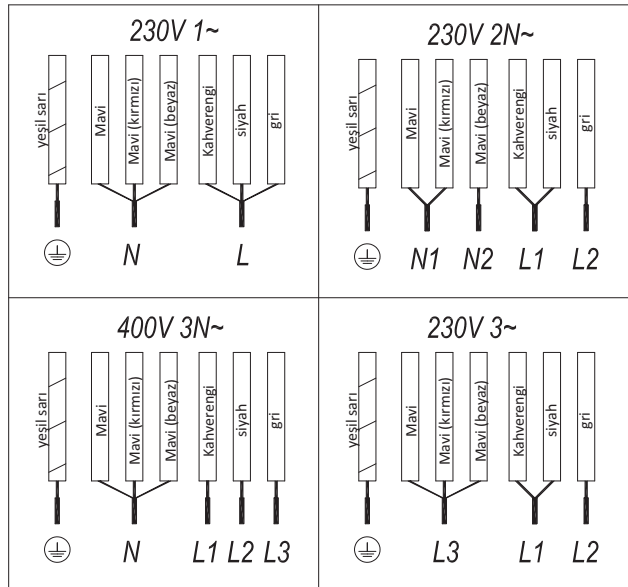 230V 1~
yeşil sarı
Mavi
Mavi (kırmızı)
Mavi (beyaz)
Kahverengi
siyah
gri
N
L
230V 2N~
yeşil sarı
Mavi
Mavi (kırmızı)
Mavi (beyaz)
Kahverengi
siyah
gri
N1 N2 L1 L2
400V 3N~
yeşil sarı
Mavi
Mavi (kırmızı)
Mavi (beyaz)
Kahverengi
siyah
gri
N L1 L2 L3
230V 3~
yeşil sarı
Mavi
Mavi (kırmızı)
Mavi (beyaz)
Kahverengi
siyah
gri
L3 L1 L2